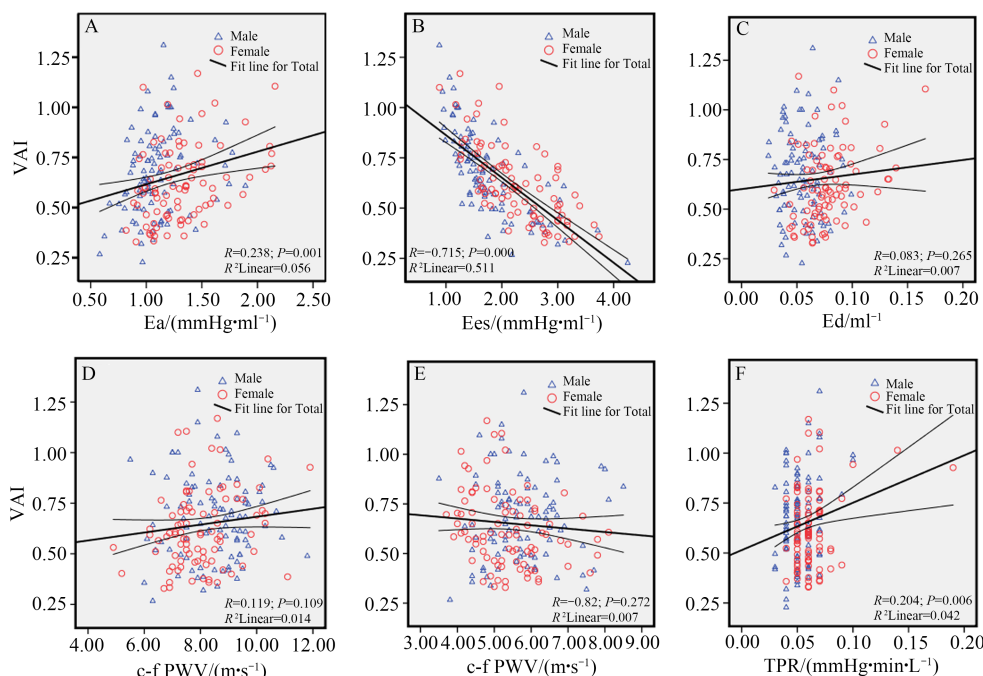 A
Male
Female
Fit line for Total
VAI
1.25
1.00
0.75
0.50
0.25
R=0.238; P=0.001
R²Linear=0.056
0.50 1.00 1.50 2.00 2.50
Ea/(mmHg•ml⁻¹)
B
Male
Female
Fit line for Total
1.25
1.00
0.75
0.50
0.25
R=−0.715; P=0.000
R²Linear=0.511
1.00 2.00 3.00 4.00
Ees/(mmHg•ml⁻¹)
C
Male
Female
Fit line for Total
1.25
1.00
0.75
0.50
0.25
R=0.083; P=0.265
R²Linear=0.007
0.00 0.05 0.10 0.15 0.20
Ed/ml⁻¹
D
Male
Female
Fit line for Total
VAI
1.25
1.00
0.75
0.50
0.25
R=0.119; P=0.109
R²Linear=0.014
4.00 6.00 8.00 10.00 12.00
c-f PWV/(m•s⁻¹)
E
Male
Female
Fit line for Total
1.25
1.00
0.75
0.50
0.25
R=−0.82; P=0.272
R²Linear=0.007
3.00 4.00 5.00 6.00 7.00 8.00 9.00
c-f PWV/(m•s⁻¹)
F
Male
Female
Fit line for Total
1.25
1.00
0.75
0.50
0.25
R=0.204; P=0.006
R²Linear=0.042
0.00 0.05 0.10 0.15 0.20
TPR/(mmHg•min•L⁻¹)